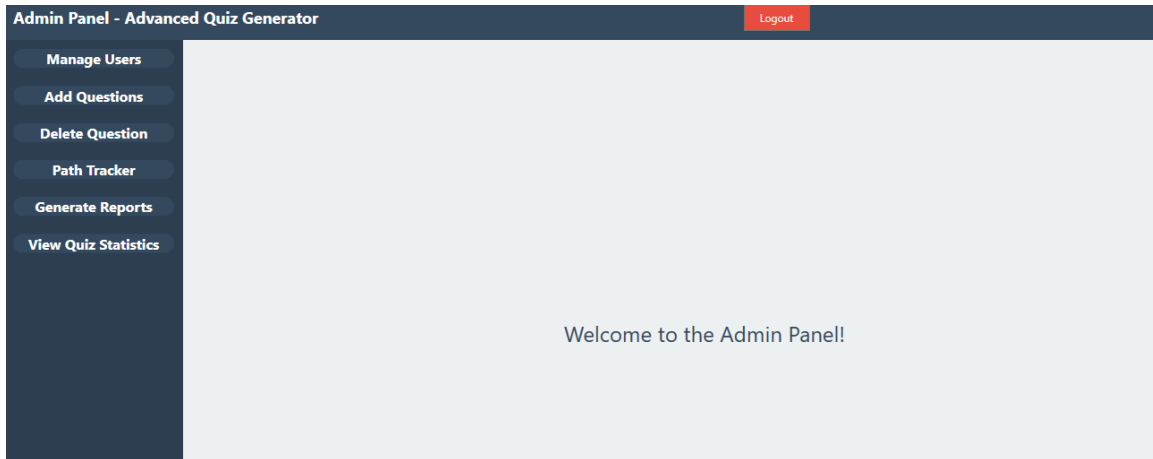 Admin Panel - Advanced Quiz Generator
Logout
Manage Users
Add Questions
Delete Question
Path Tracker
Generate Reports
View Quiz Statistics
Welcome to the Admin Panel!